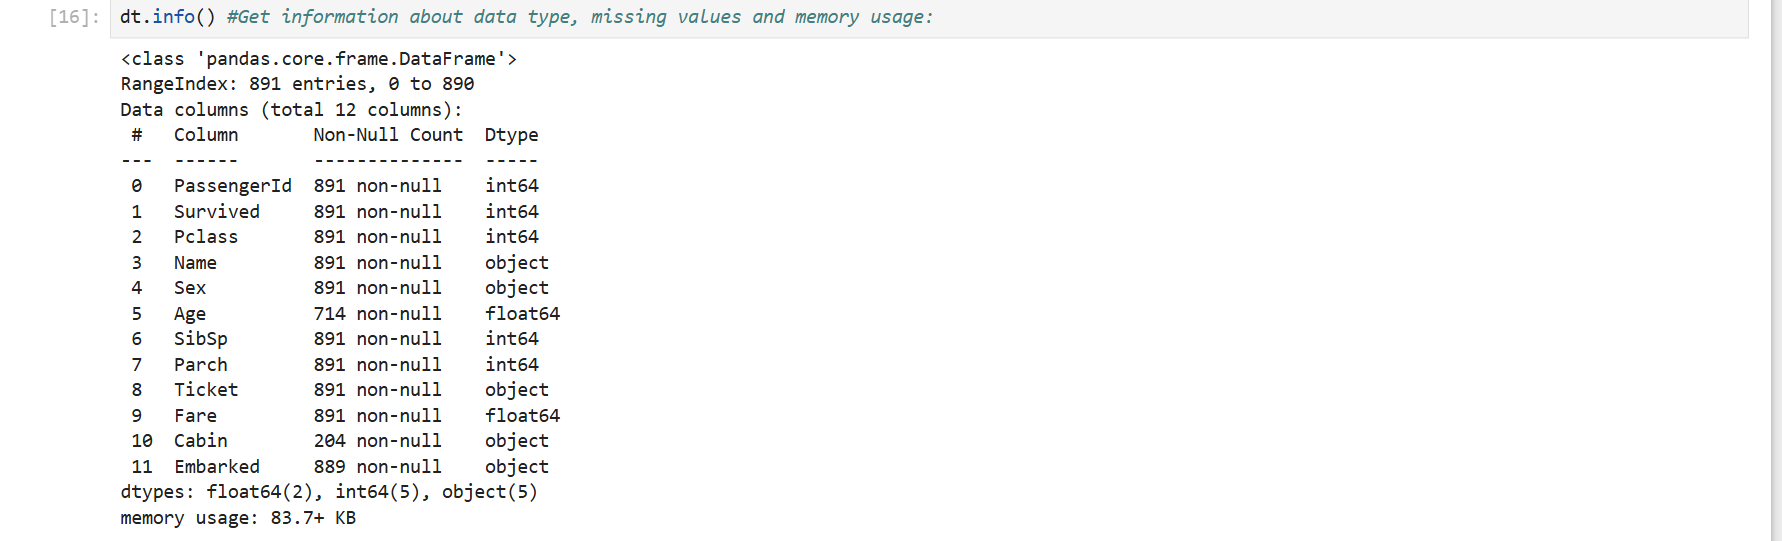 [16]: dt.info() #Get information about data type, missing values and memory usage:
<class 'pandas.core.frame.DataFrame'>
RangeIndex: 891 entries, 0 to 890
Data columns (total 12 columns):
 #   Column       Non-Null Count  Dtype
---  ------       --------------  -----
 0   PassengerId  891 non-null    int64
 1   Survived     891 non-null    int64
 2   Pclass       891 non-null    int64
 3   Name         891 non-null    object
 4   Sex          891 non-null    object
 5   Age          714 non-null    float64
 6   SibSp        891 non-null    int64
 7   Parch        891 non-null    int64
 8   Ticket       891 non-null    object
 9   Fare         891 non-null    float64
 10  Cabin        204 non-null    object
 11  Embarked     889 non-null    object
dtypes: float64(2), int64(5), object(5)
memory usage: 83.7+ KB